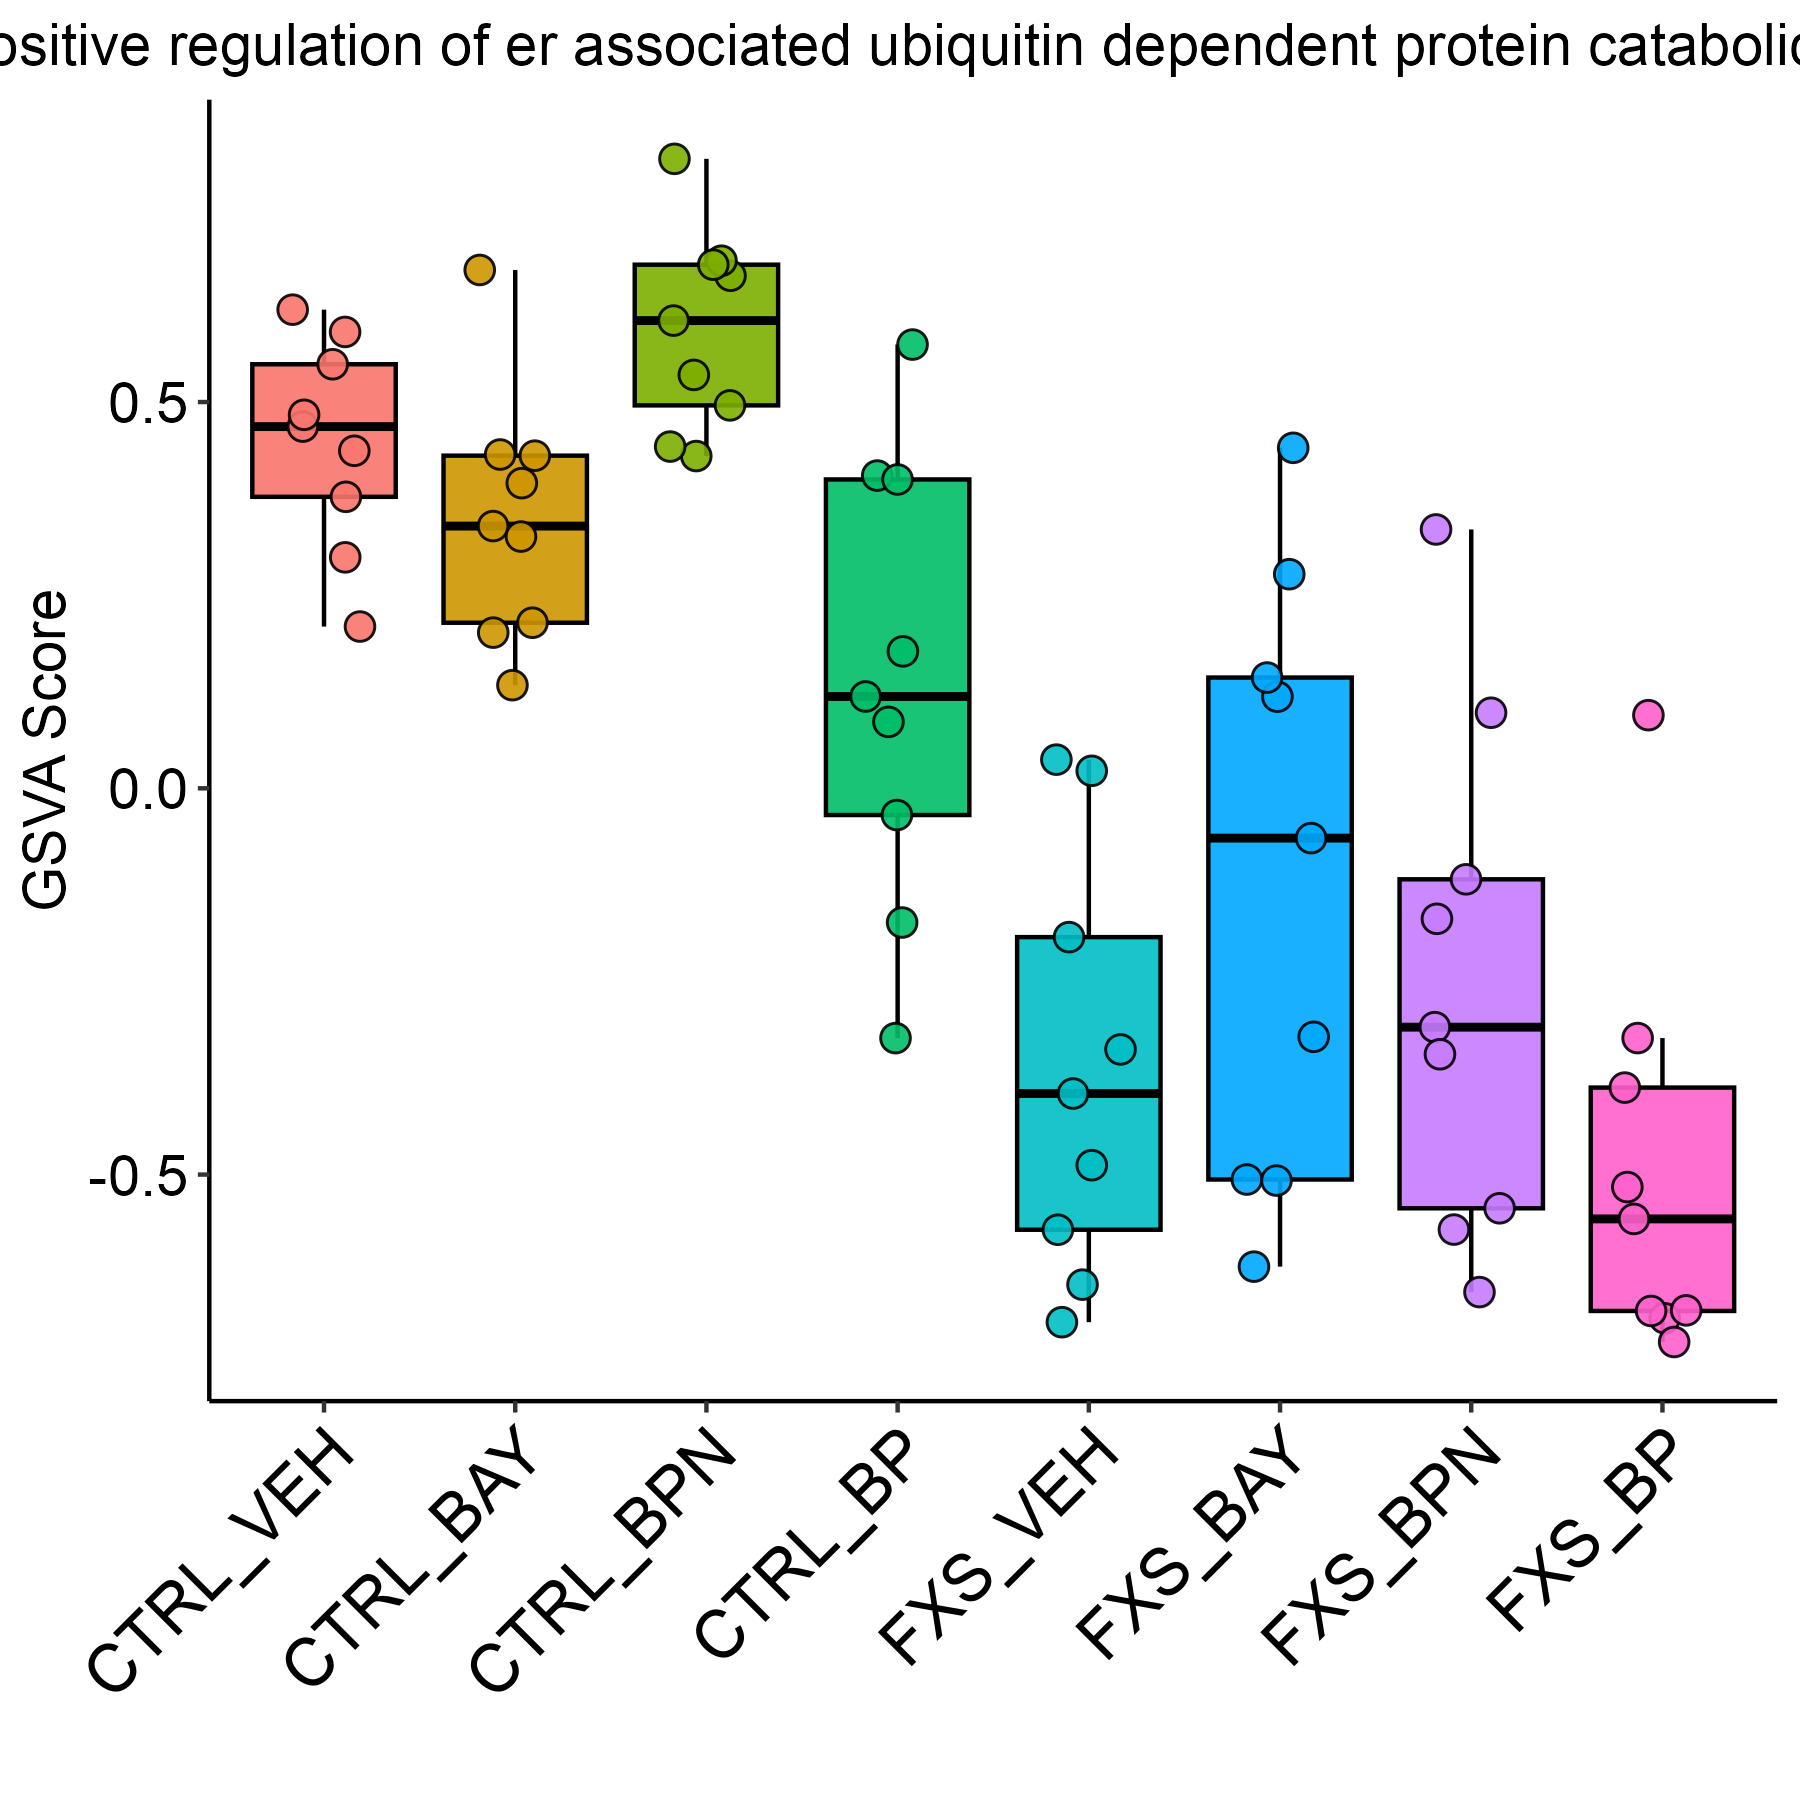 ositive regulation of er associated ubiquitin dependent protein catabolic
GSVA Score
0.5
0.0
-0.5
CTRL_VEH
CTRL_BAY
CTRL_BPN
CTRL_BP
FXS_VEH
FXS_BAY
FXS_BPN
FXS_BP